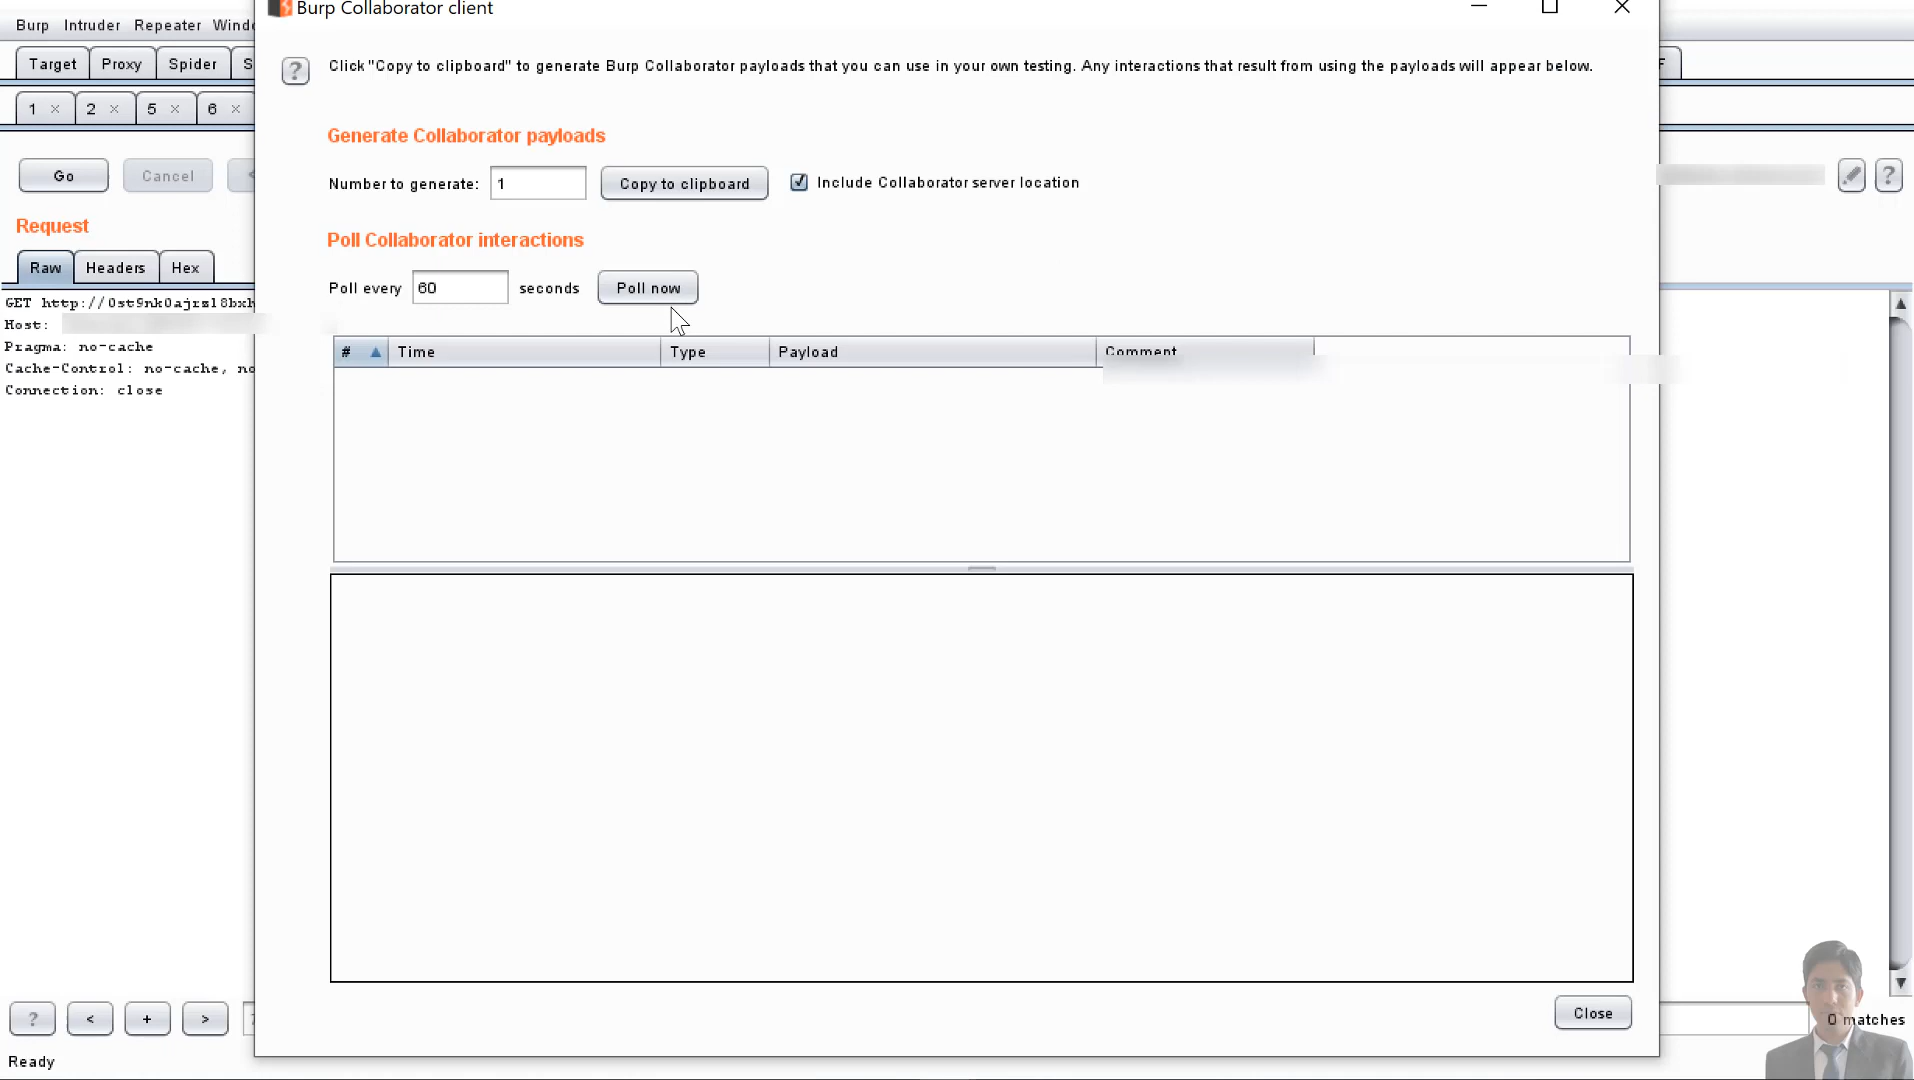 Burp Collaborator client
Burp Intruder Repeater
Target Proxy Spider
Click "Copy to clipboard" to generate Burp Collaborator payloads that you can use in your own testing. Any interactions that result from using the payloads will appear below.
1 2 5 6
Generate Collaborator payloads
Go Cancel
Number to generate: 1 Copy to clipboard Include Collaborator server location
Request
Poll Collaborator interactions
Raw Headers Hex
Poll every 60 seconds Poll now
GET
Host:
Pragma: no-cache
Cache-Control: no-cache,
Connection: close
# Time Type Payload Comment
? < + >
Close
0 matches
Ready